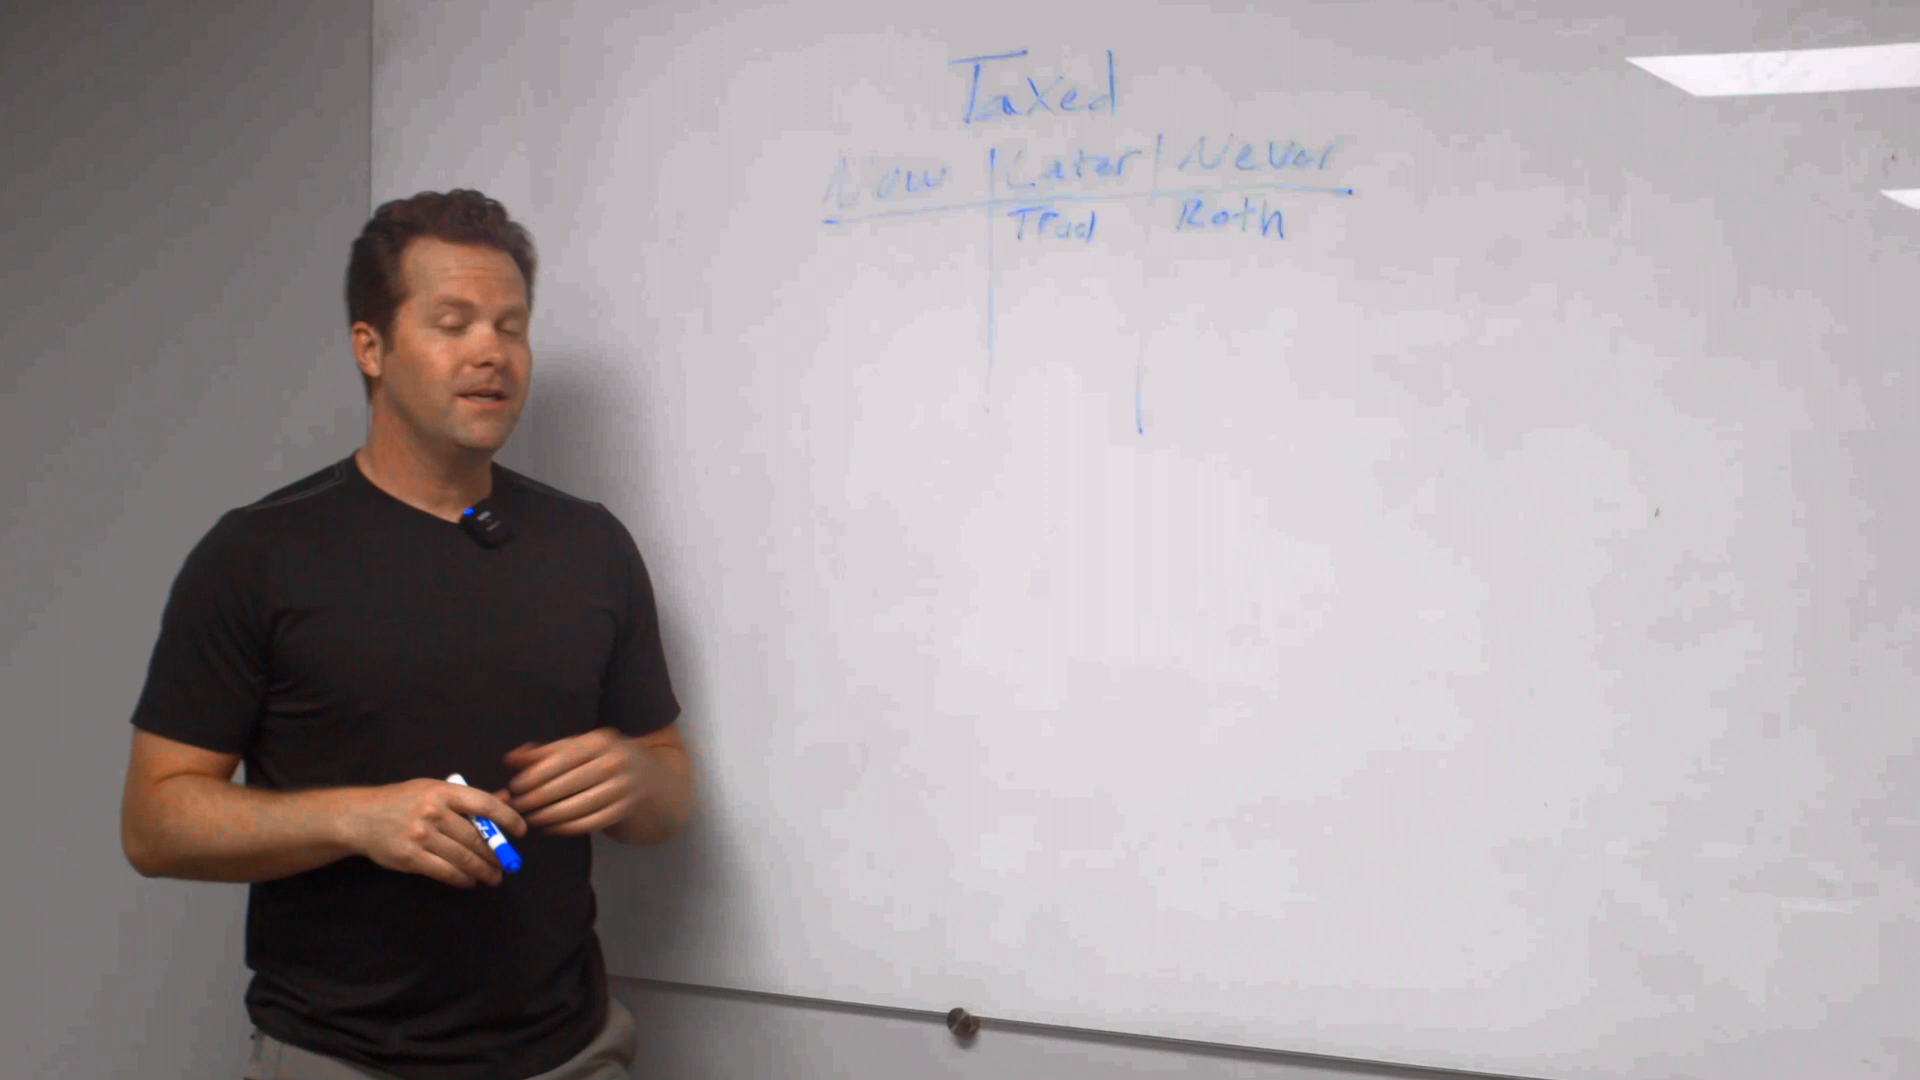 Taxed
Now | Later | Never
Trad Roth